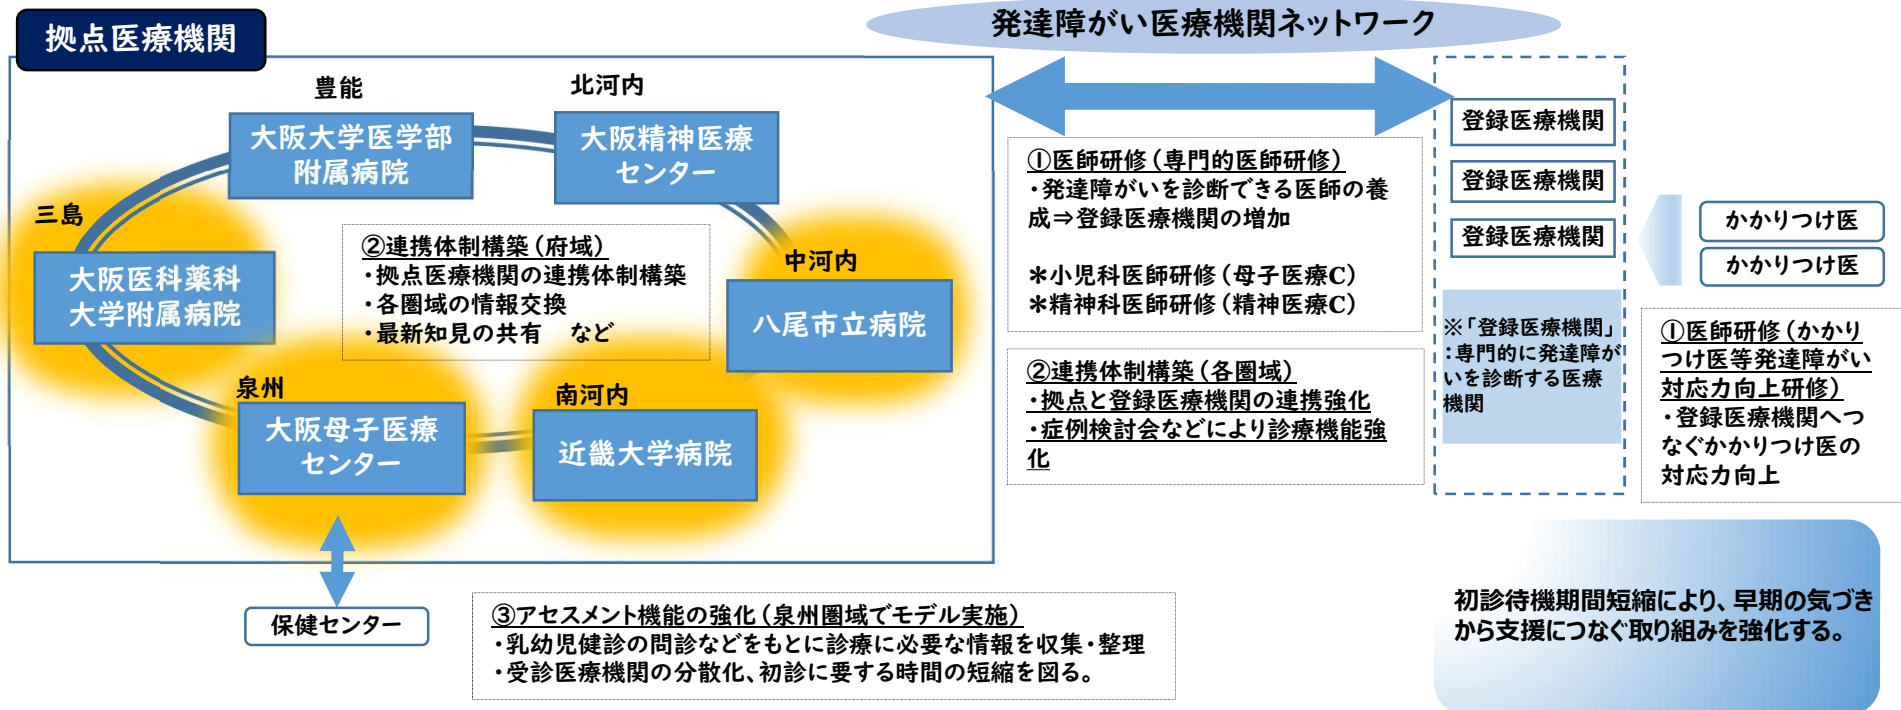 拠点医療機関
発達障がい医療機関ネットワーク
豊能
大阪大学医学部
附属病院
北河内
大阪精神医療
センター
三島
大阪医科薬科
大学附属病院
②連携体制構築(府域)
・拠点医療機関の連携体制構築
・各圏域の情報交換
・最新知見の共有　など
中河内
八尾市立病院
泉州
大阪母子医療
センター
南河内
近畿大学病院
①医師研修(専門的医師研修)
・発達障がいを診断できる医師の養
成⇒登録医療機関の増加
＊小児科医師研修(母子医療C)
＊精神科医師研修(精神医療C)
②連携体制構築(各圏域)
・拠点と登録医療機関の連携強化
・症例検討会などにより診療機能強
化
登録医療機関
登録医療機関
登録医療機関
※「登録医療機関」
：専門的に発達障が
いを診断する医療
機関
かかりつけ医
かかりつけ医
①医師研修(かかり
つけ医等発達障がい
対応力向上研修)
・登録医療機関へつ
なぐかかりつけ医の
対応力向上
保健センター
③アセスメント機能の強化(泉州圏域でモデル実施)
・乳幼児健診の問診などをもとに診療に必要な情報を収集・整理
・受診医療機関の分散化、初診に要する時間の短縮を図る。
初診待機期間短縮により、早期の気づき
から支援につなぐ取り組みを強化する。